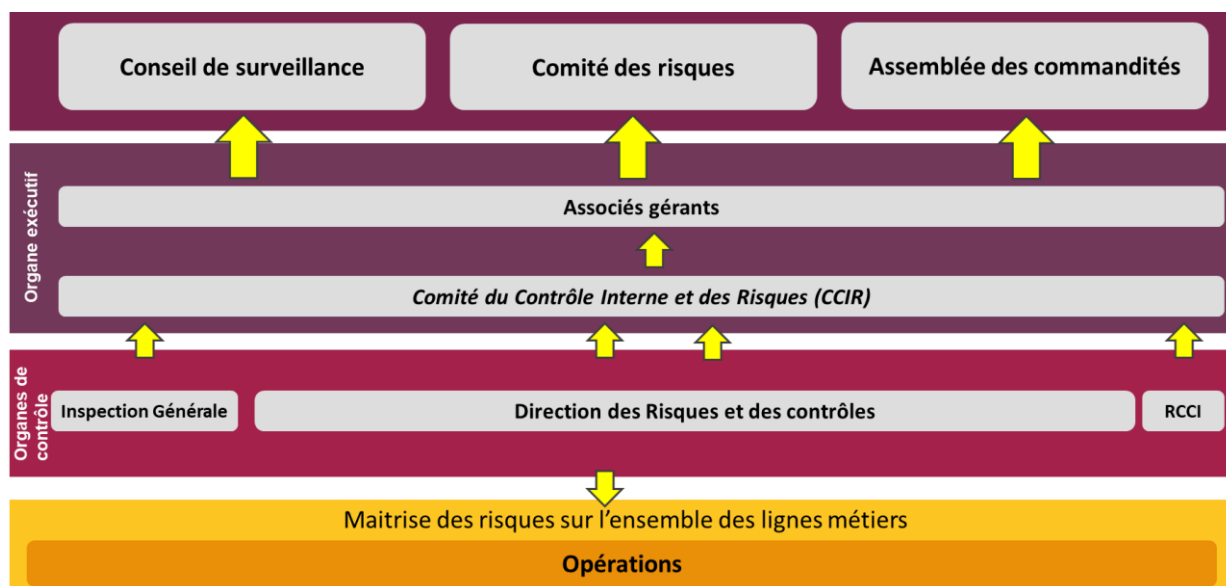 Conseil de surveillance
Comité des risques
Assemblée des commandités
Organe exécutif
Associés gérants
Comité du Contrôle Interne et des Risques (CCIR)
Organes de
contrôle
Inspection Générale
Direction des Risques et des contrôles
RCCI
Maitrise des risques sur l'ensemble des lignes métiers
Opérations